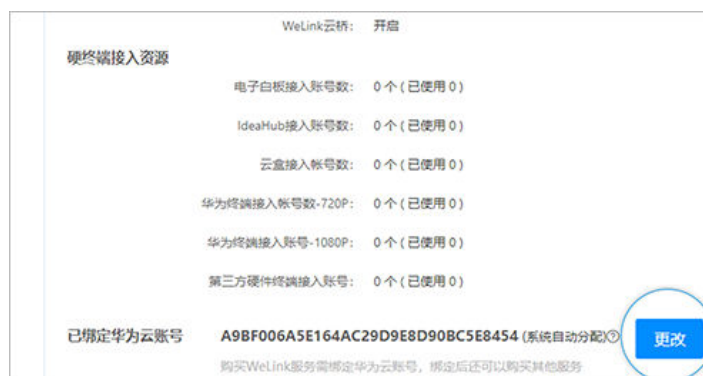 WeLink云桥： 开启
硬终端接入资源
电子白板接入账号数： 0 个 ( 已使用 0 )
IdeaHub接入账号数： 0 个 ( 已使用 0 )
云盒接入帐号数： 0 个 ( 已使用 0 )
华为终端接入帐号数-720P： 0 个 ( 已使用 0 )
华为终端接入账号-1080P： 0 个 ( 已使用 0 )
第三方硬件终端接入账号： 0 个 ( 已使用 0 )
已绑定华为云账号 A9BF006A5E164AC29D9E8D90BC5E8454 (系统自动分配)? 更改
购买WeLink服务需绑定华为云账号，绑定后还可以购买其他服务